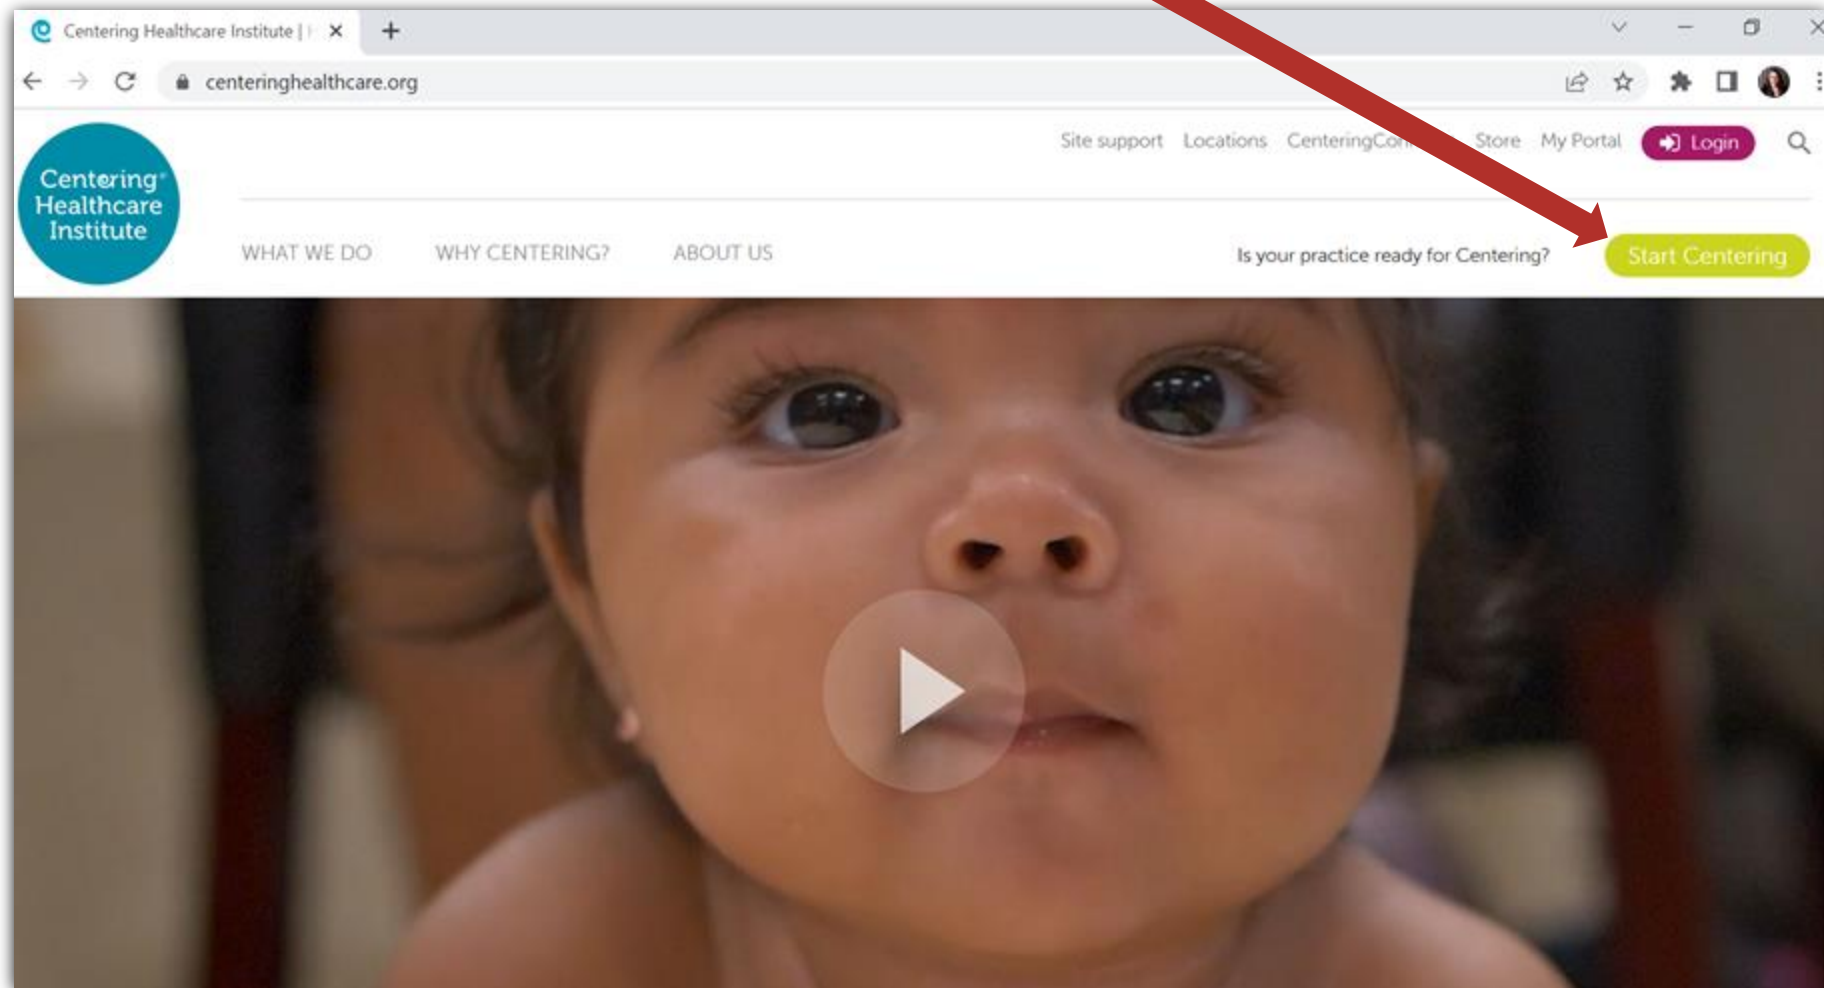 Centering Healthcare Institute |
centeringhealthcare.org
Site support Locations Store My Portal Login
Centering®
Healthcare
Institute
WHAT WE DO WHY CENTERING? ABOUT US Is your practice ready for Centering? Start Centering